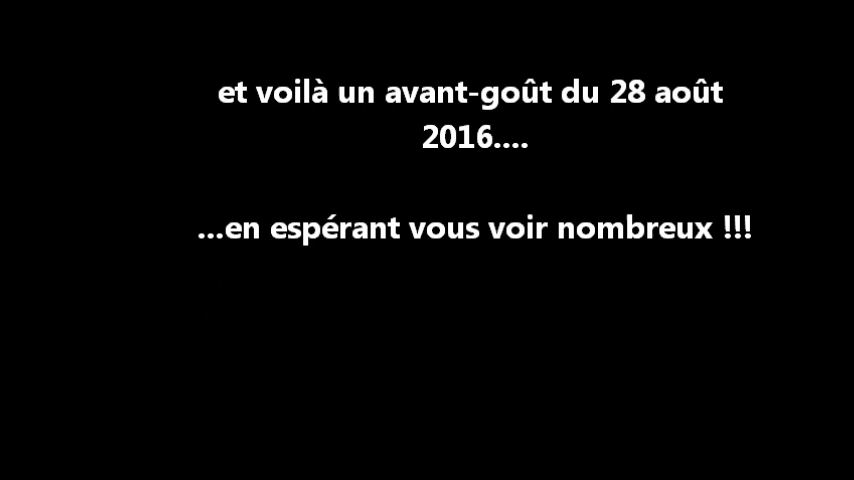 et voilà un avant-goût du 28 août
2016....
...en espérant vous voir nombreux !!!